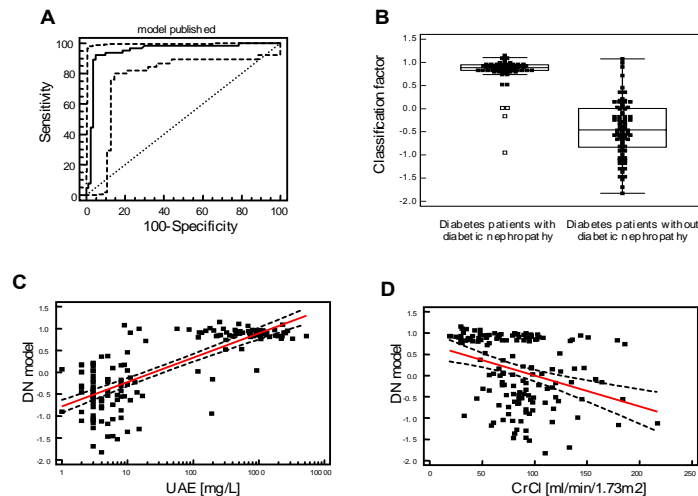 A
model published
100
80
60
40
20
0
Sensitivity
0 20 40 60 80 100
100-Specificity
B
1.5
1.0
0.5
0.0
-0.5
-1.0
-1.5
-2.0
Classification factor
Diabetes patients with
diabetic nephropathy
Diabetes patients without
diabetic nephropathy
C
1.5
1.0
0.5
0.0
-0.5
-1.0
-1.5
-2.0
DN model
1 10 100 1000 10000
UAE [mg/L]
D
1.5
1.0
0.5
0.0
-0.5
-1.0
-1.5
-2.0
DN model
0 50 100 150 200 250
CrCl [ml/min/1.73m2]